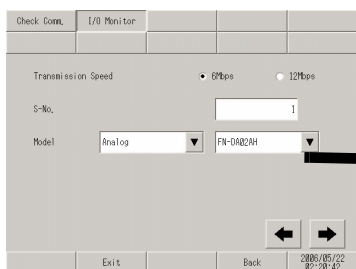 Check Comm. I/O Monitor
Transmission Speed 6Mbps 12Mbps
S-No. 1
Model Analog FN-DA02AH
Exit Back 2006/05/22
02:20:42